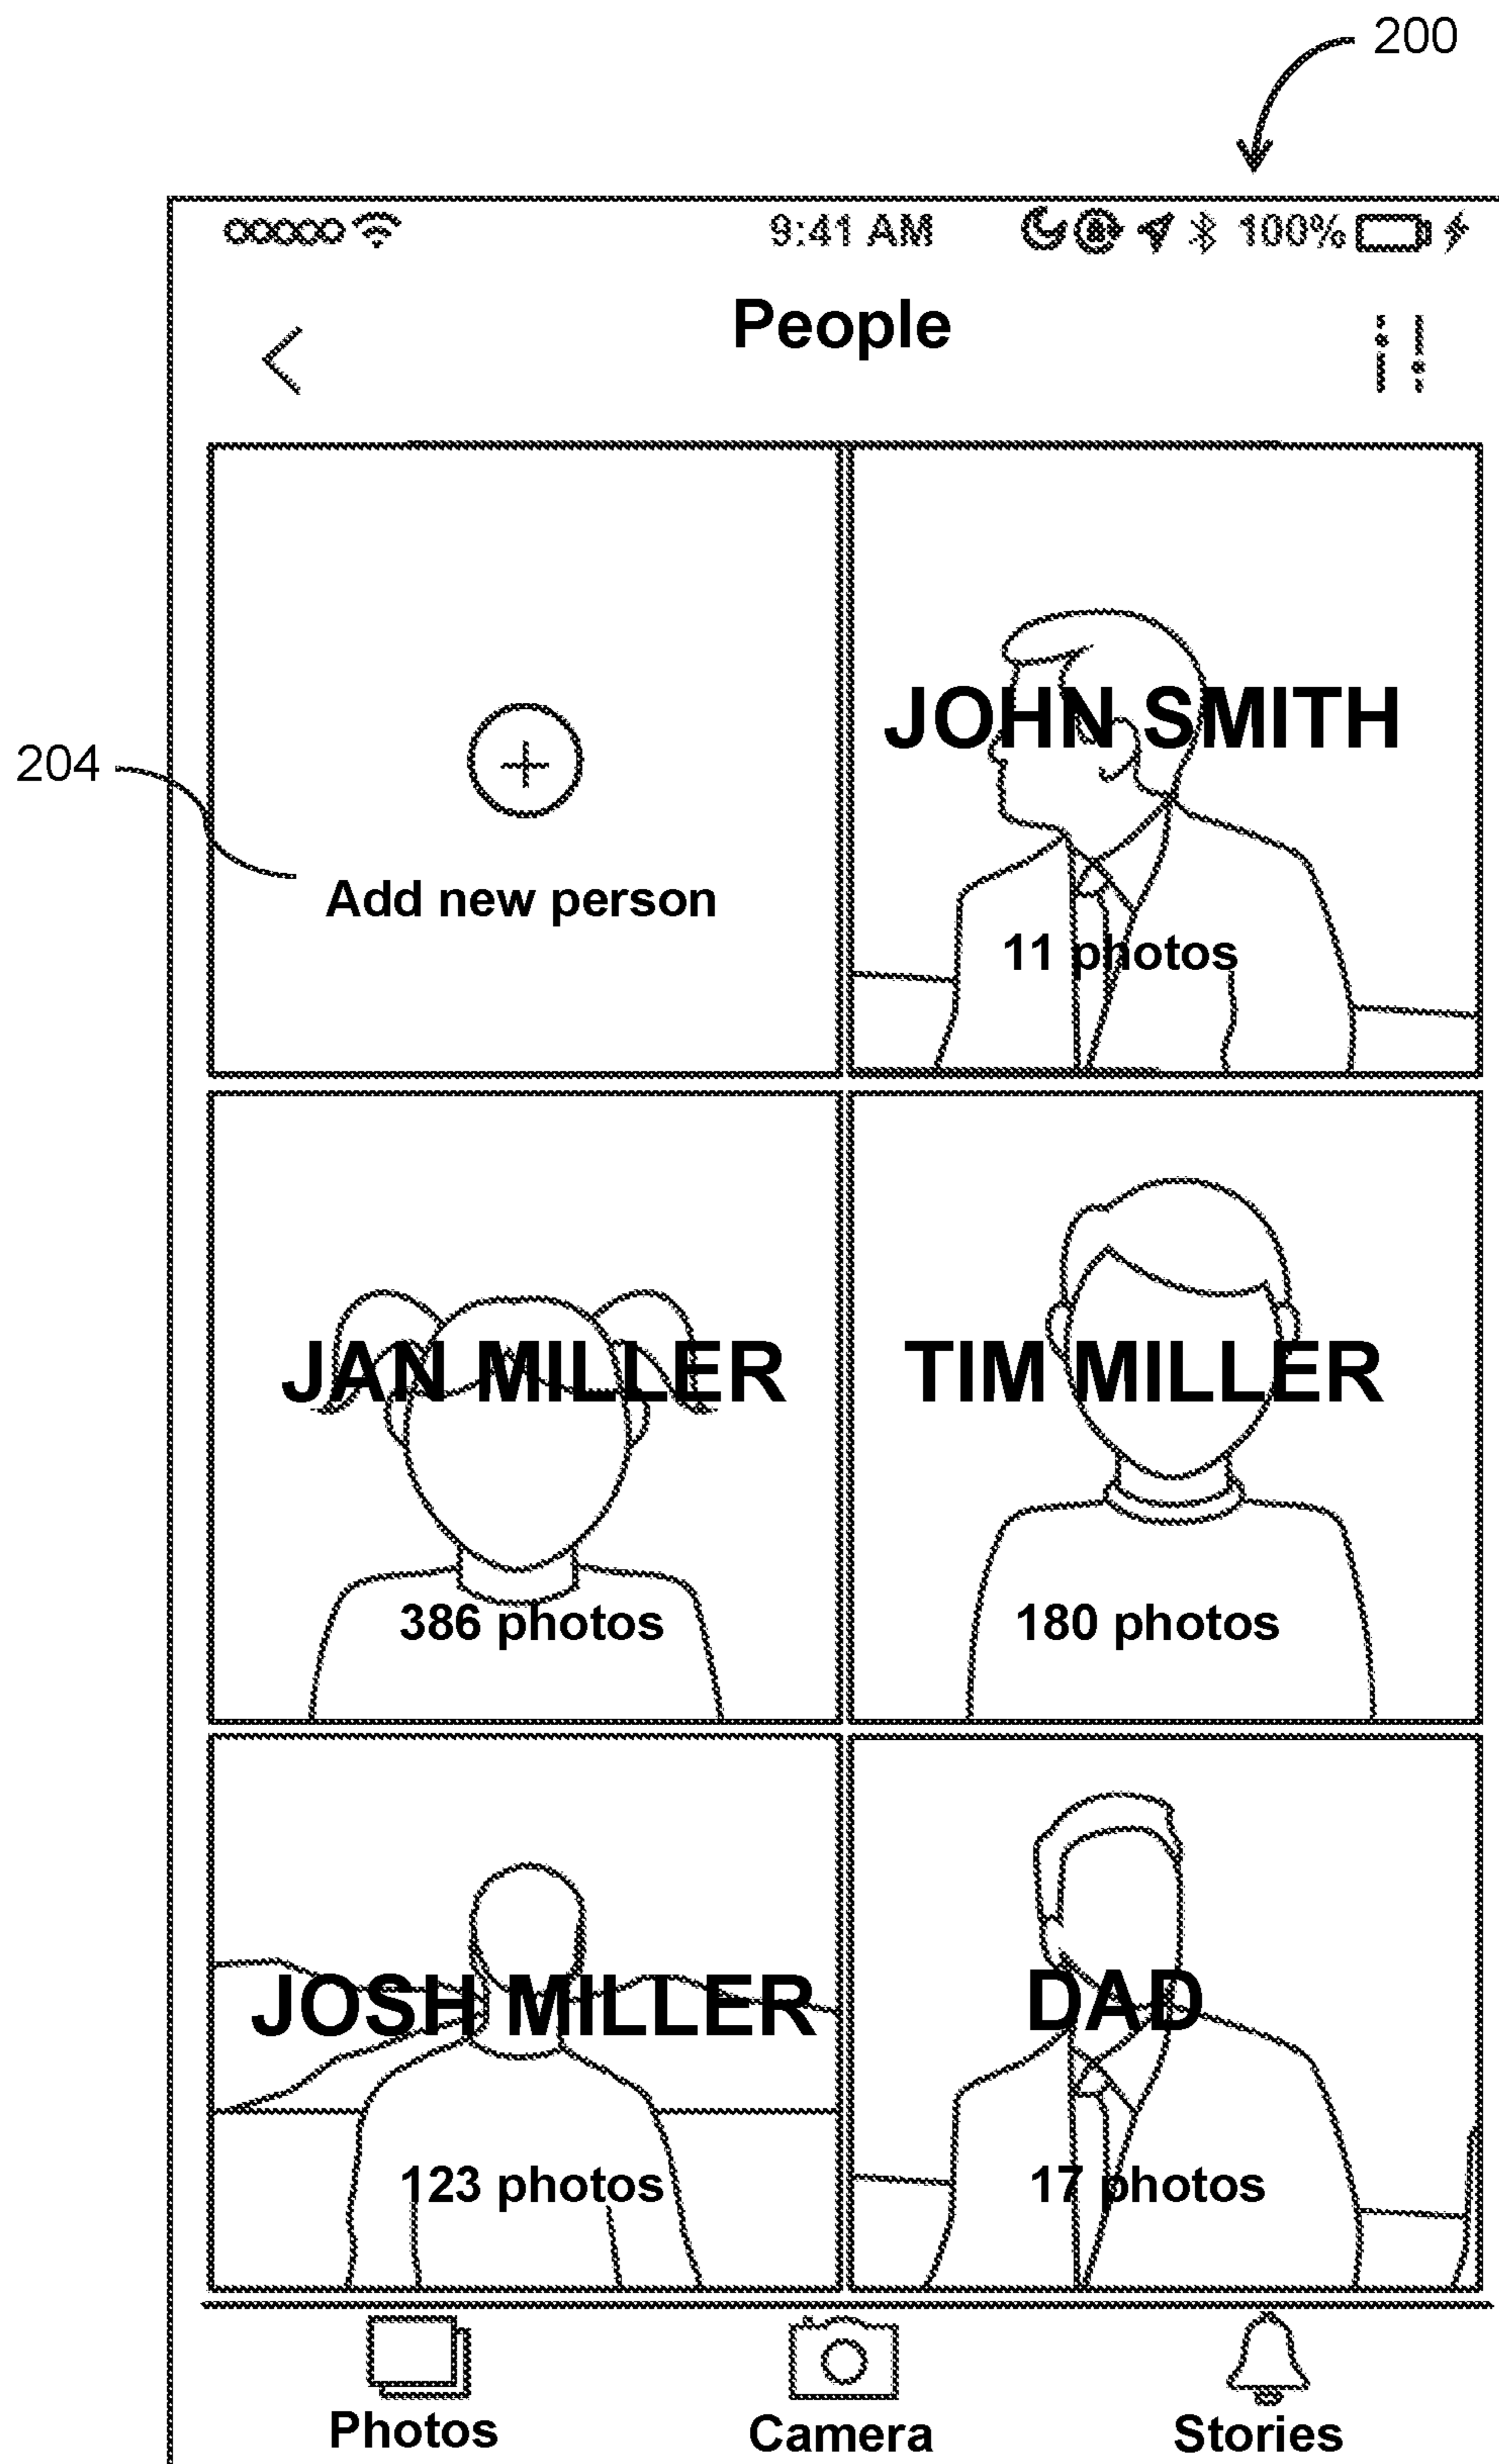 200
9:41 AM 100%
People
204
Add new person
JOHN SMITH
11 photos
JAN MILLER
386 photos
TIM MILLER
180 photos
JOSH MILLER
123 photos
DAD
17 photos
Photos
Camera
Stories